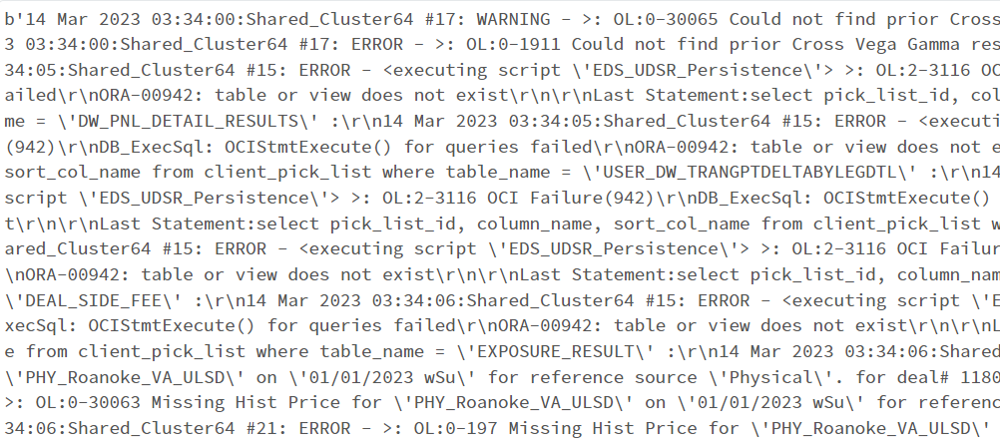 b'14 Mar 2023 03:34:00:Shared_Cluster64 #17: WARNING - >: OL:0-30065 Could not find prior Cross
3 03:34:00:Shared_Cluster64 #17: ERROR - >: OL:0-1911 Could not find prior Cross Vega Gamma res
34:05:Shared_Cluster64 #15: ERROR - <executing script \'EDS_UDSR_Persistence\'> >: OL:2-3116 OC
ailed\r\nORA-00942: table or view does not exist\r\n\r\nLast Statement:select pick_list_id, col
me = \'DW_PNL_DETAIL_RESULTS\' :\r\n14 Mar 2023 03:34:05:Shared_Cluster64 #15: ERROR - <executi
(942)\r\nDB_ExecSql: OCIStmtExecute() for queries failed\r\nORA-00942: table or view does not e
sort_col_name from client_pick_list where table_name = \'USER_DW_TRANGPTDELTABYLEGDTL\' :\r\n14
script \'EDS_UDSR_Persistence\'> >: OL:2-3116 OCI Failure(942)\r\nDB_ExecSql: OCIStmtExecute()
t\r\n\r\nLast Statement:select pick_list_id, column_name, sort_col_name from client_pick_list w
ared_Cluster64 #15: ERROR - <executing script \'EDS_UDSR_Persistence\'> >: OL:2-3116 OCI Failur
\nORA-00942: table or view does not exist\r\n\r\nLast Statement:select pick_list_id, column_nam
\'DEAL_SIDE_FEE\' :\r\n14 Mar 2023 03:34:06:Shared_Cluster64 #15: ERROR - <executing script \'E
xecSql: OCIStmtExecute() for queries failed\r\nORA-00942: table or view does not exist\r\n\r\nL
e from client_pick_list where table_name = \'EXPOSURE_RESULT\' :\r\n14 Mar 2023 03:34:06:Shared
\'PHY_Roanoke_VA_ULSD\' on \'01/01/2023 wSu\' for reference source \'Physical\'. for deal# 1180
>: OL:0-30063 Missing Hist Price for \'PHY_Roanoke_VA_ULSD\' on \'01/01/2023 wSu\' for referenc
34:06:Shared_Cluster64 #21: ERROR - >: OL:0-197 Missing Hist Price for \'PHY_Roanoke_VA_ULSD\'